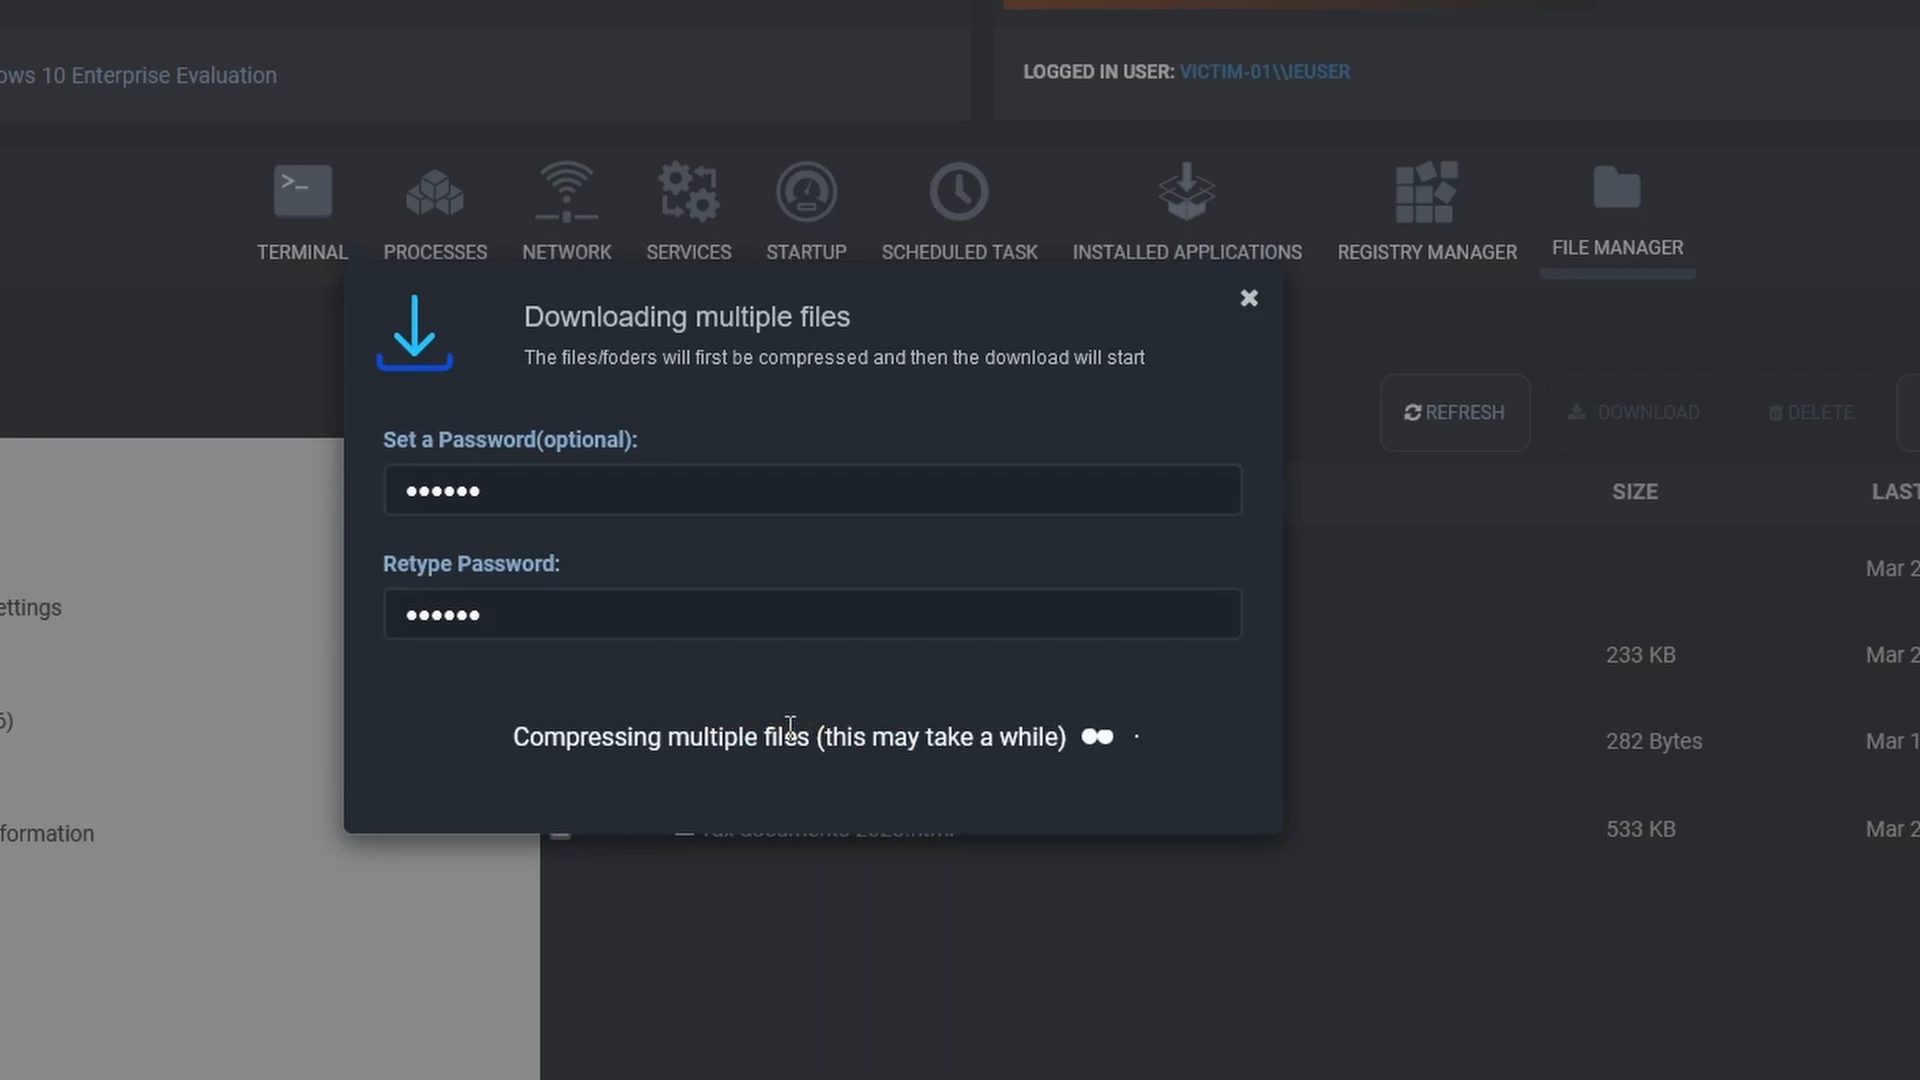 ows 10 Enterprise Evaluation
LOGGED IN USER: VICTIM-01\\IEUSER
TERMINAL
PROCESSES
NETWORK
SERVICES
STARTUP
SCHEDULED TASK
INSTALLED APPLICATIONS
REGISTRY MANAGER
FILE MANAGER
Downloading multiple files
The files/foders will first be compressed and then the download will start
REFRESH
DOWNLOAD
DELETE
Set a Password(optional):
••••••
SIZE
LAST
Retype Password:
••••••
Mar 2
ettings
233 KB
Mar 2
6)
Compressing multiple files (this may take a while)
282 Bytes
Mar 1
formation
533 KB
Mar 2